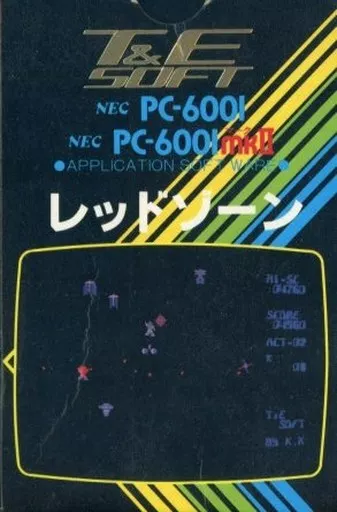 T&E
SOFT
NEC PC-6001
NEC PC-6001mkII
●APPLICATION SOFT WARE●
レッドゾーン
HI-SC
SCORE
ACT-02
T&E
SOFT